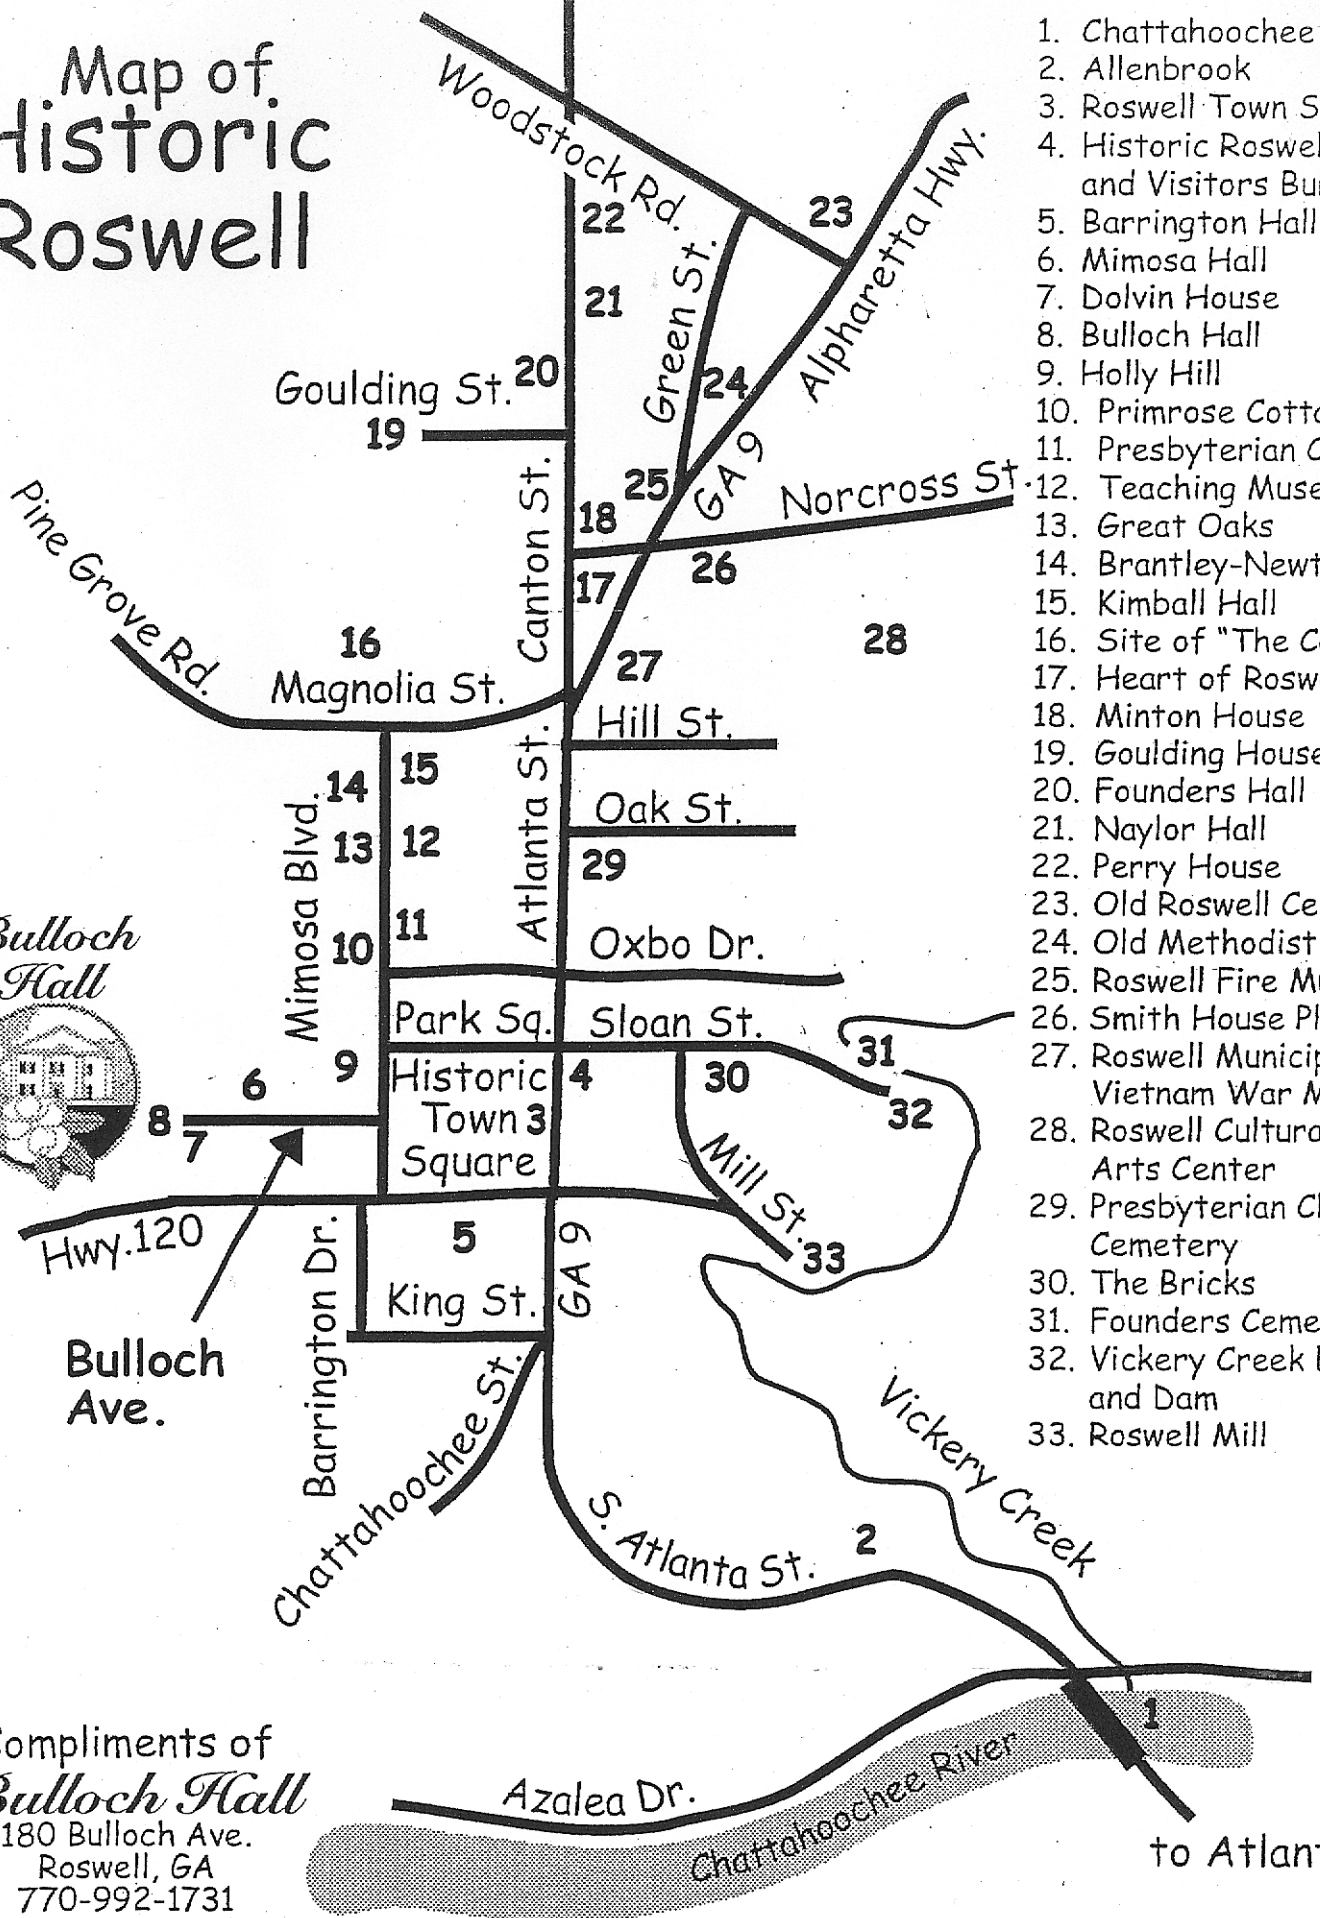 Map of
Historic
Roswell
Woodstock Rd.
Alpharetta Hwy.
Green St.
22
23
21
20
24
Goulding St.
19
GA 9
25
Norcross St.
18
26
Canton St.
17
Pine Grove Rd.
16
28
27
Magnolia St.
Hill St.
Atlanta St.
15
14
Oak St.
Mimosa Blvd.
13
12
29
11
10
Oxbo Dr.
Park Sq.
Sloan St.
31
9
Historic
Town
Square
4
3
30
32
6
8
7
Mill St.
Hwy.120
5
33
Barrington Dr.
King St.
GA 9
Bulloch
Ave.
Chattahoochee St.
Vickery Creek
S. Atlanta St.
2
1
Azalea Dr.
Chattahoochee River
to Atlan
Bulloch
Hall
Compliments of
Bulloch Hall
180 Bulloch Ave.
Roswell, GA
770-992-1731
1. Chattahoochee
2. Allenbrook
3. Roswell Town S
4. Historic Roswel
and Visitors Bu
5. Barrington Hall
6. Mimosa Hall
7. Dolvin House
8. Bulloch Hall
9. Holly Hill
10. Primrose Cott
11. Presbyterian C
12. Teaching Muse
13. Great Oaks
14. Brantley-Newt
15. Kimball Hall
16. Site of "The C
17. Heart of Rosw
18. Minton House
19. Goulding House
20. Founders Hall
21. Naylor Hall
22. Perry House
23. Old Roswell Ce
24. Old Methodist
25. Roswell Fire M
26. Smith House Pl
27. Roswell Municip
Vietnam War M
28. Roswell Cultura
Arts Center
29. Presbyterian C
Cemetery
30. The Bricks
31. Founders Ceme
32. Vickery Creek
and Dam
33. Roswell Mill